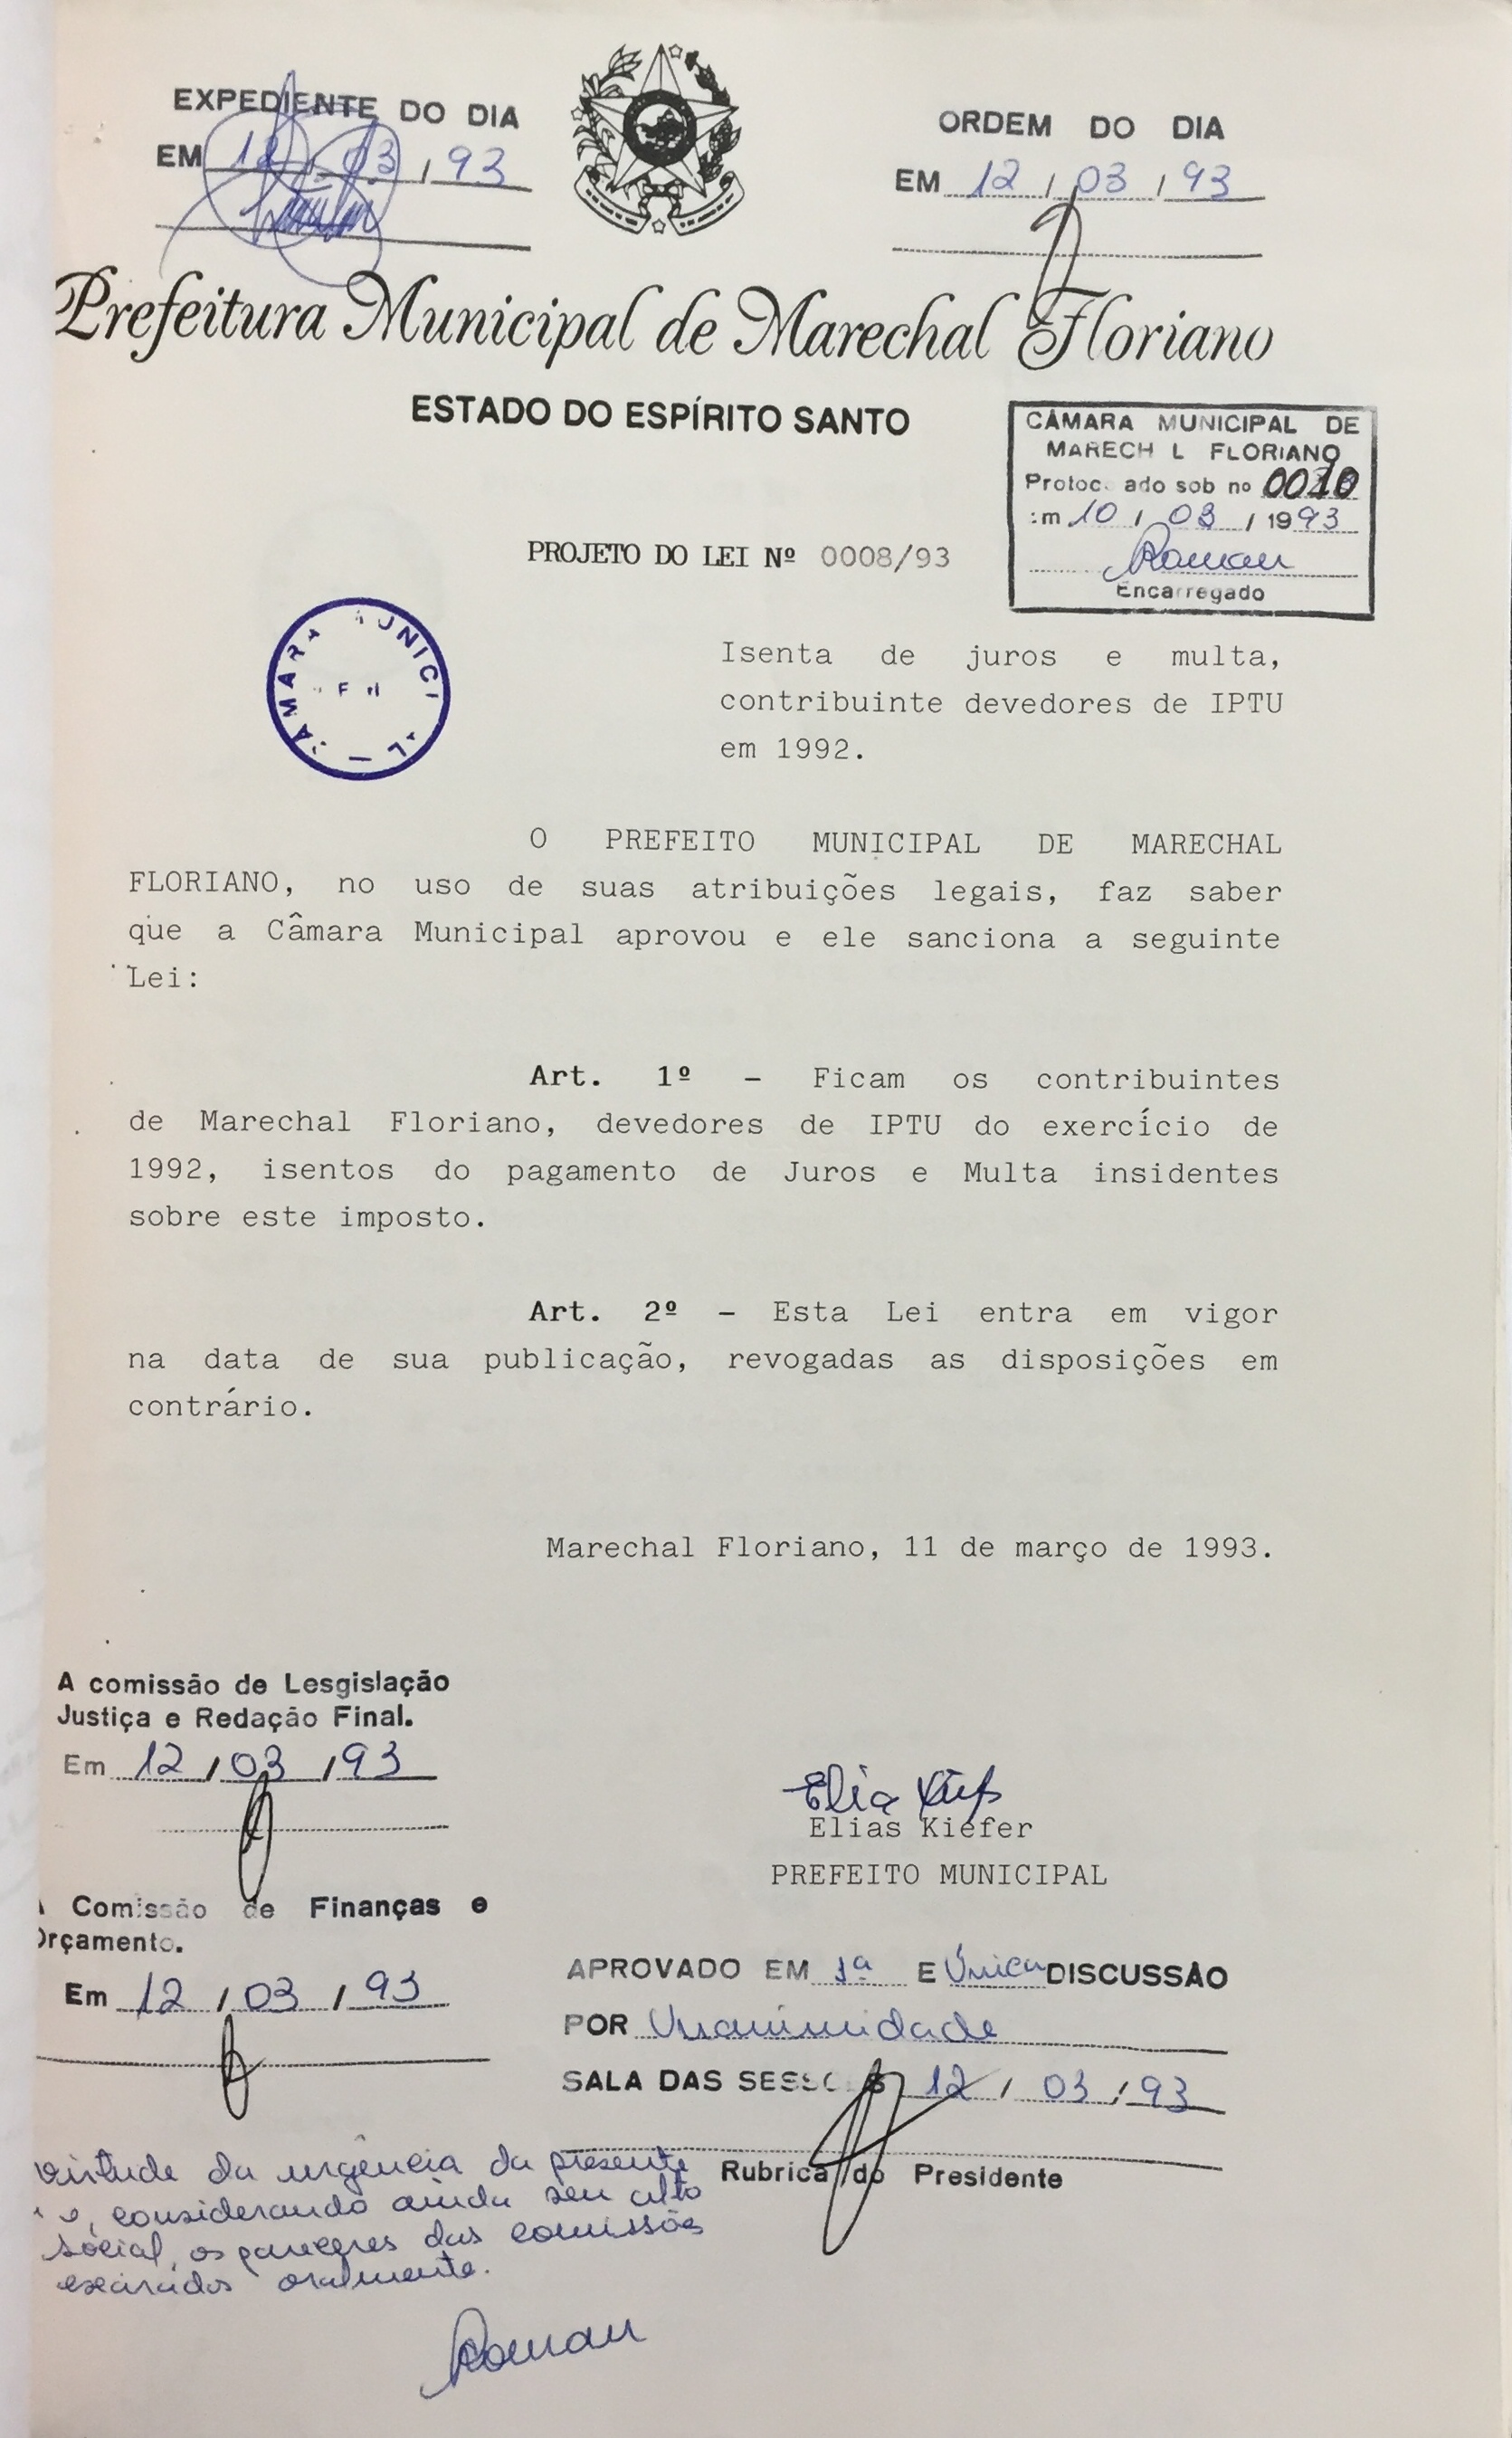 EXPEDIENTE DO DIA
EM 12 / 03 / 93
ORDEM DO DIA
EM 12 / 03 / 93
Prefeitura Municipal de Marechal Floriano
ESTADO DO ESPÍRITO SANTO
CÂMARA MUNICIPAL DE
MARECH L FLORIANO
Protoc ado sob nº 0010
:m 10 / 03 / 1993
Encarregado
PROJETO DO LEI Nº 0008/93
Isenta de juros e multa,
contribuinte devedores de IPTU
em 1992.
O PREFEITO MUNICIPAL DE MARECHAL
FLORIANO, no uso de suas atribuições legais, faz saber
que a Câmara Municipal aprovou e ele sanciona a seguinte
Lei:
Art. 1º - Ficam os contribuintes
de Marechal Floriano, devedores de IPTU do exercício de
1992, isentos do pagamento de Juros e Multa insidentes
sobre este imposto.
Art. 2º - Esta Lei entra em vigor
na data de sua publicação, revogadas as disposições em
contrário.
Marechal Floriano, 11 de março de 1993.
A comissão de Lesgislação
Justiça e Redação Final.
Em 12 / 03 / 93
Elias Kiefer
PREFEITO MUNICIPAL
Comissão de Finanças e
Orçamento.
Em 12 / 03 / 93
APROVADO EM 1ª E Única DISCUSSÃO
POR Unanimidade
SALA DAS SESSÕES 12 / 03 / 93
Rubrica do Presidente
virtude da urgência da presente
e, considerando ainda seu alto
social, os pareceres das comissões
exarados oralmente.